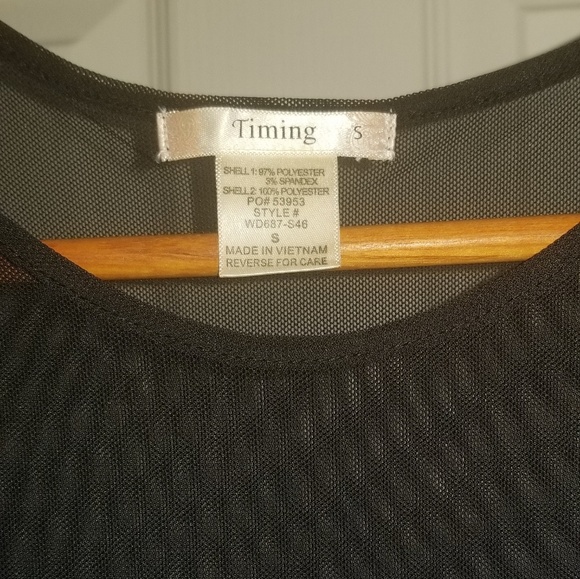 Timing S
SHELL 1: 97% POLYESTER
3% SPANDEX
SHELL 2: 100% POLYESTER
PO# 53953
STYLE #
WD687-S46
S
MADE IN VIETNAM
REVERSE FOR CARE